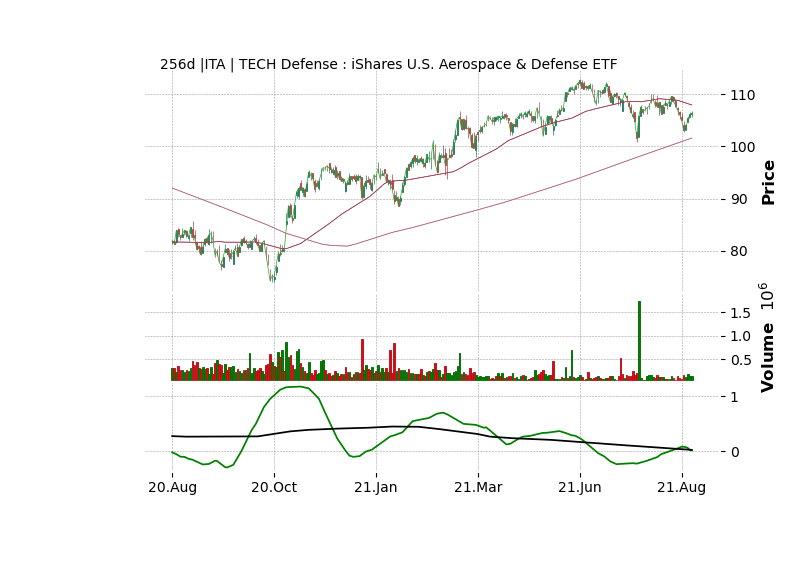 256d |ITA | TECH Defense : iShares U.S. Aerospace & Defense ETF
110
100
90
80
Price
1.5
1.0
0.5
Volume 10^6
1
0
20.Aug 20.Oct 21.Jan 21.Mar 21.Jun 21.Aug